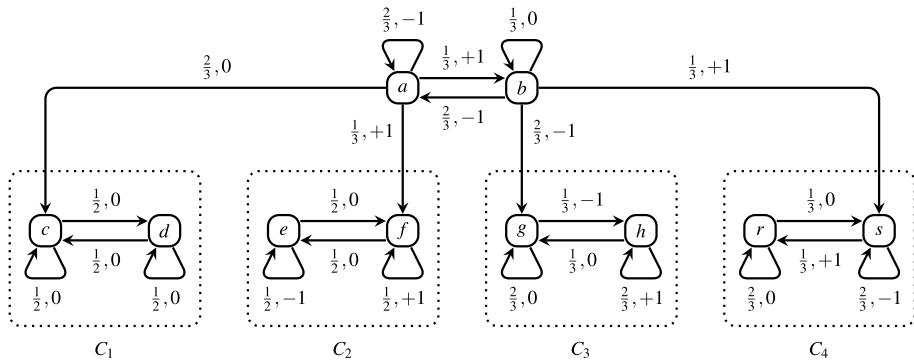 2/3, −1 1/3, 0
2/3, 0 1/3, +1 1/3, +1
a b
1/3, +1 2/3, −1 2/3, −1
1/2, 0 1/2, 0 1/3, −1 1/3, 0
c d e f g h r s
1/2, 0 1/2, 0 1/3, 0 1/3, +1
1/2, 0 1/2, 0 1/2, −1 1/2, +1 2/3, 0 2/3, +1 2/3, 0 2/3, −1
C₁ C₂ C₃ C₄